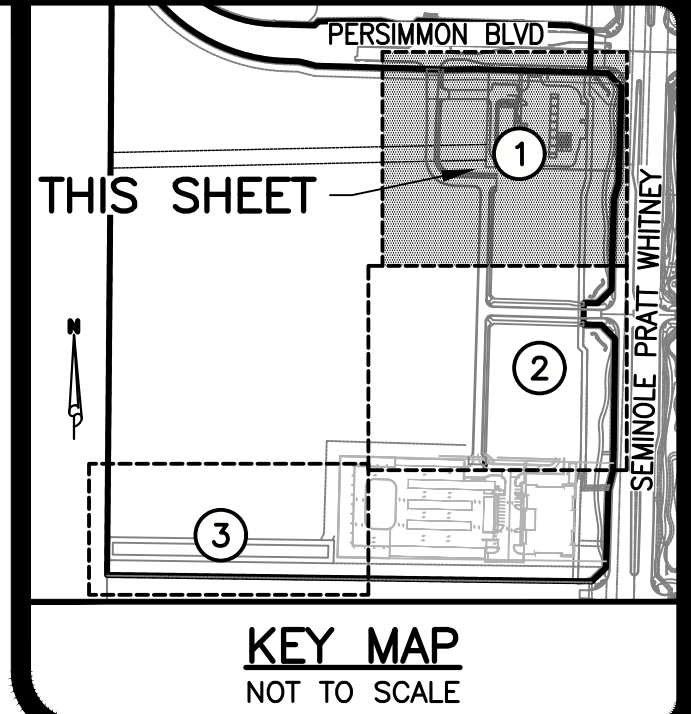 PERSIMMON BLVD
1
THIS SHEET
SEMINOLE PRATT WHITNEY
N
2
3
KEY MAP
NOT TO SCALE